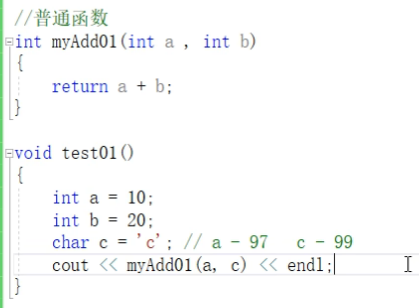 //普通函数
int myAdd01(int a , int b)
{
    return a + b;
}
void test01()
{
    int a = 10;
    int b = 20;
    char c = 'c'; // a - 97   c - 99
    cout << myAdd01(a, c) << endl;
}